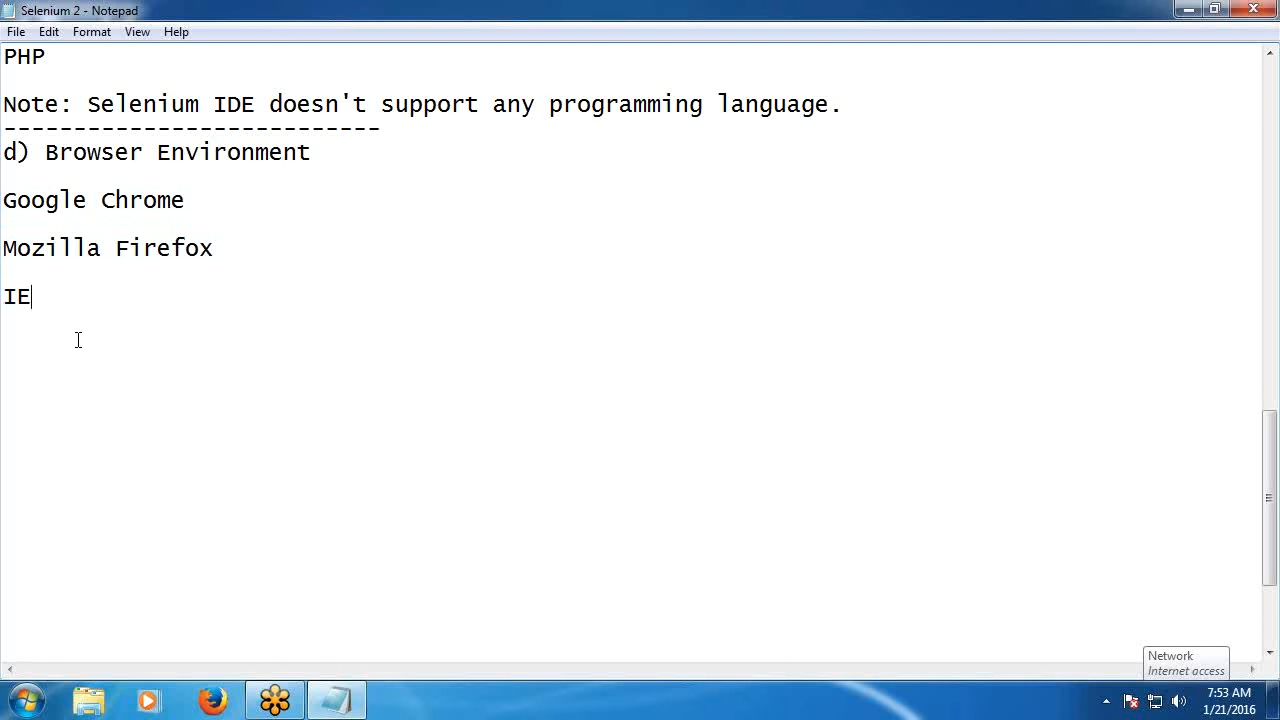 Selenium 2 - Notepad
File Edit Format View Help
PHP
Note: Selenium IDE doesn't support any programming language.
---------------------------
d) Browser Environment
Google Chrome
Mozilla Firefox
IE
Network
Internet access
7:53 AM
1/21/2016